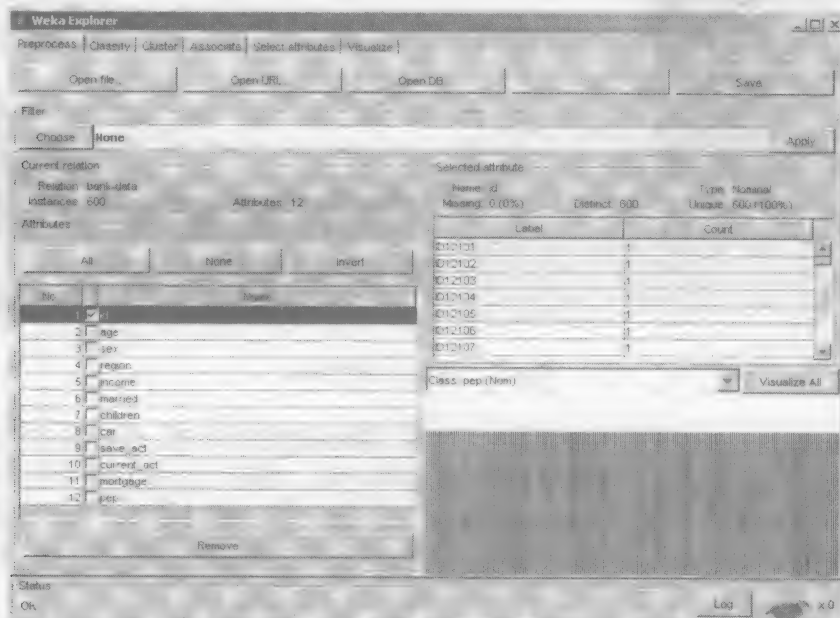 Weka Explorer
Preprocess Classify Cluster Associate Select attributes Visualize
Open file... Open URL... Open DB... Save...
Filter
Choose None Apply
Current relation
Relation: bank-data
Instances: 600 Attributes: 12
Attributes
All None Invert
No. Name
1 id
2 age
3 sex
4 region
5 income
6 married
7 children
8 car
9 save_act
10 current_act
11 mortgage
12 pep
Remove
Selected attribute
Name: id Type: Nominal
Missing: 0 (0%) Distinct: 600 Unique: 600 (100%)
Label Count
ID12101 1
ID12102 1
ID12103 1
ID12104 1
ID12105 1
ID12106 1
ID12107 1
Class: pep (Nom) Visualize All
Status
OK Log x 0